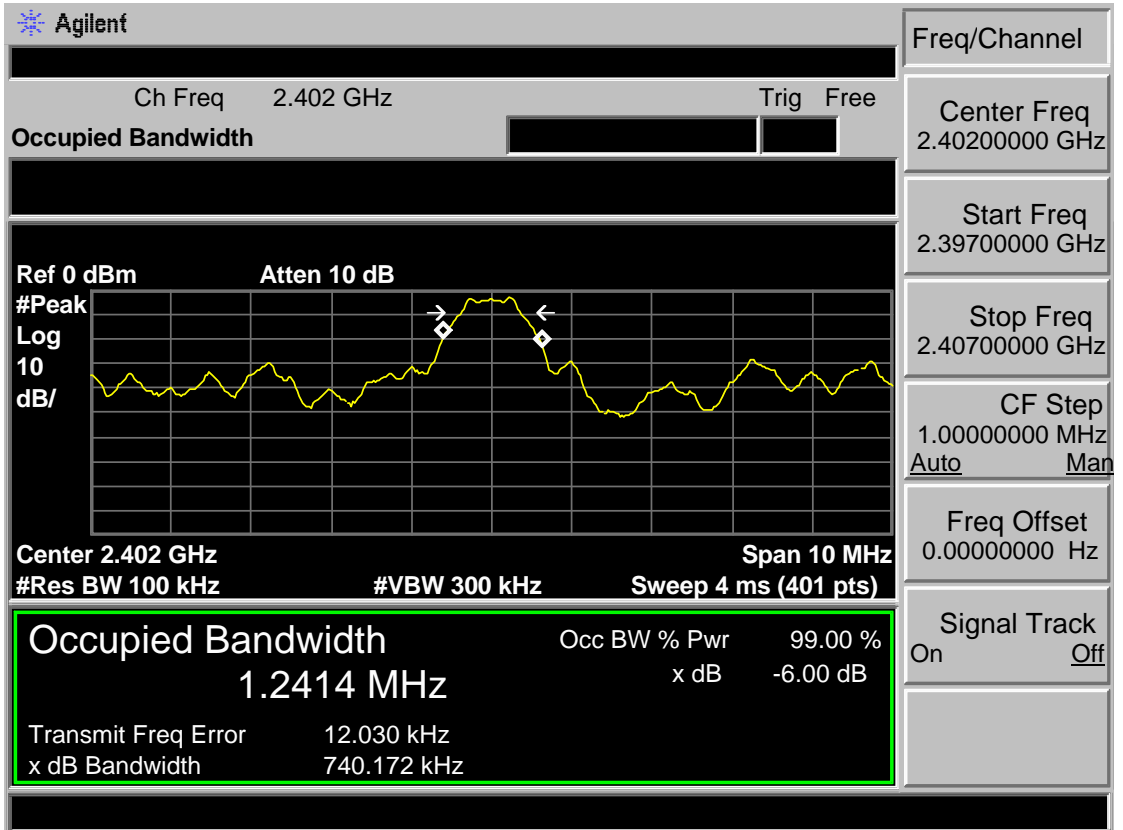 Agilent
Freq/Channel
Ch Freq 2.402 GHz Trig Free
Occupied Bandwidth
Center Freq
2.40200000 GHz
Start Freq
2.39700000 GHz
Stop Freq
2.40700000 GHz
CF Step
1.00000000 MHz
Auto Man
Freq Offset
0.00000000 Hz
Signal Track
On Off
Ref 0 dBm Atten 10 dB
#Peak
Log
10
dB/
Center 2.402 GHz Span 10 MHz
#Res BW 100 kHz #VBW 300 kHz Sweep 4 ms (401 pts)
Occupied Bandwidth
1.2414 MHz
Occ BW % Pwr 99.00 %
x dB -6.00 dB
Transmit Freq Error 12.030 kHz
x dB Bandwidth 740.172 kHz